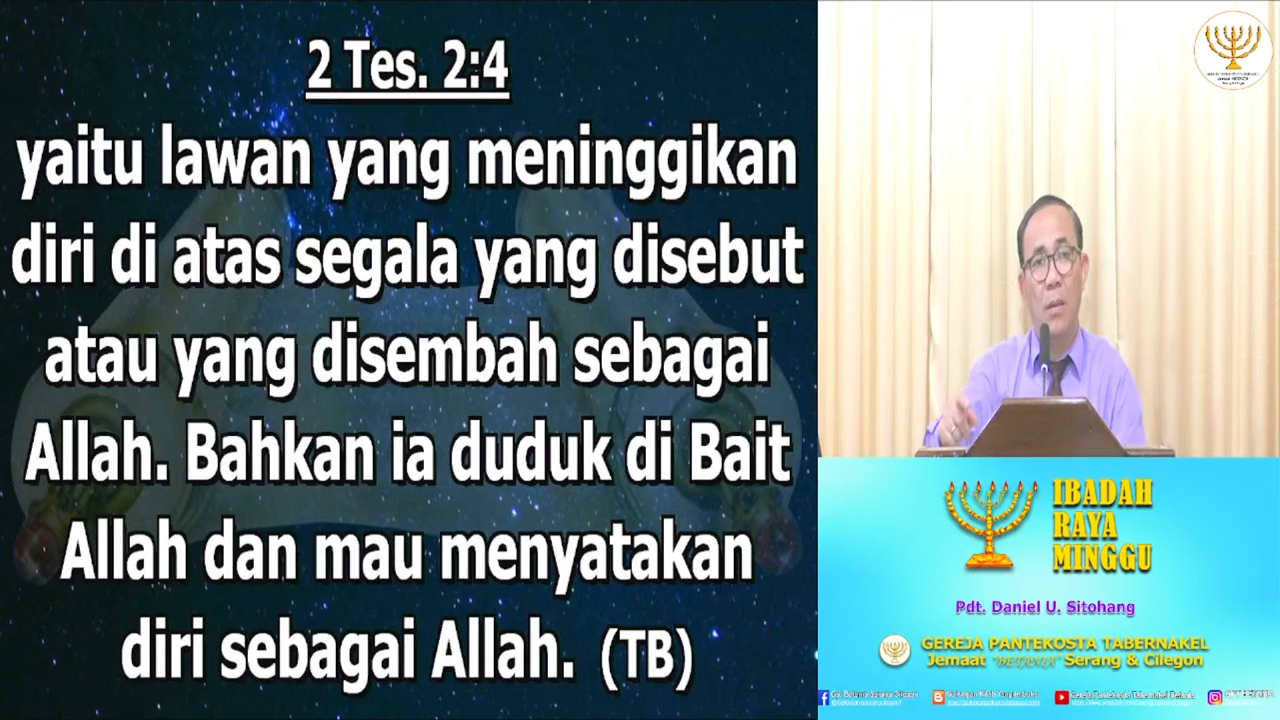 2 Tes. 2:4
yaitu lawan yang meninggikan
diri di atas segala yang disebut
atau yang disembah sebagai
Allah. Bahkan ia duduk di Bait
Allah dan mau menyatakan
diri sebagai Allah. (TB)
IBADAH
RAYA
MINGGU
Pdt. Daniel U. Sitohang
GEREJA PANTEKOSTA TABERNAKEL
Jemaat "BETANIA" Serang & Cilegon